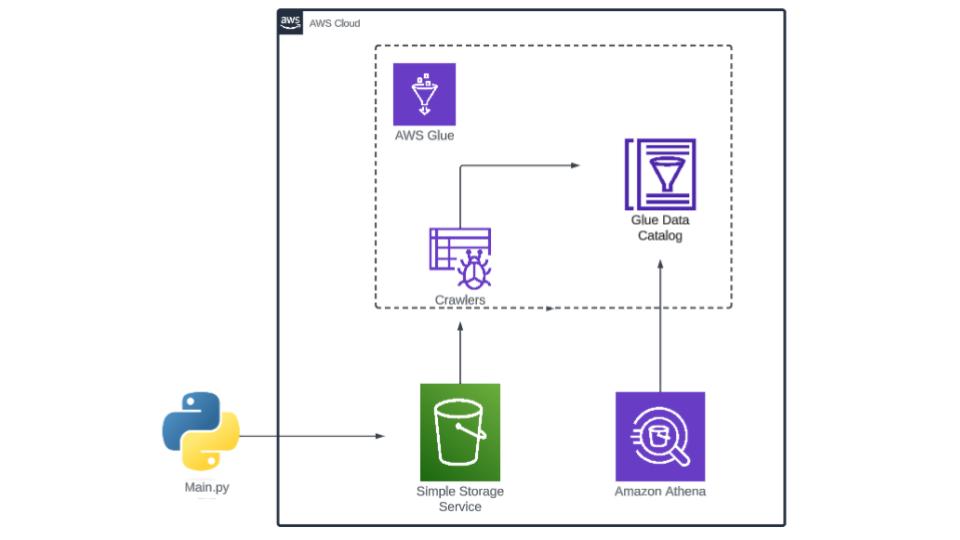 aws
AWS Cloud
AWS Glue
Glue Data
Catalog
Crawlers
Main.py
Simple Storage
Service
Amazon Athena